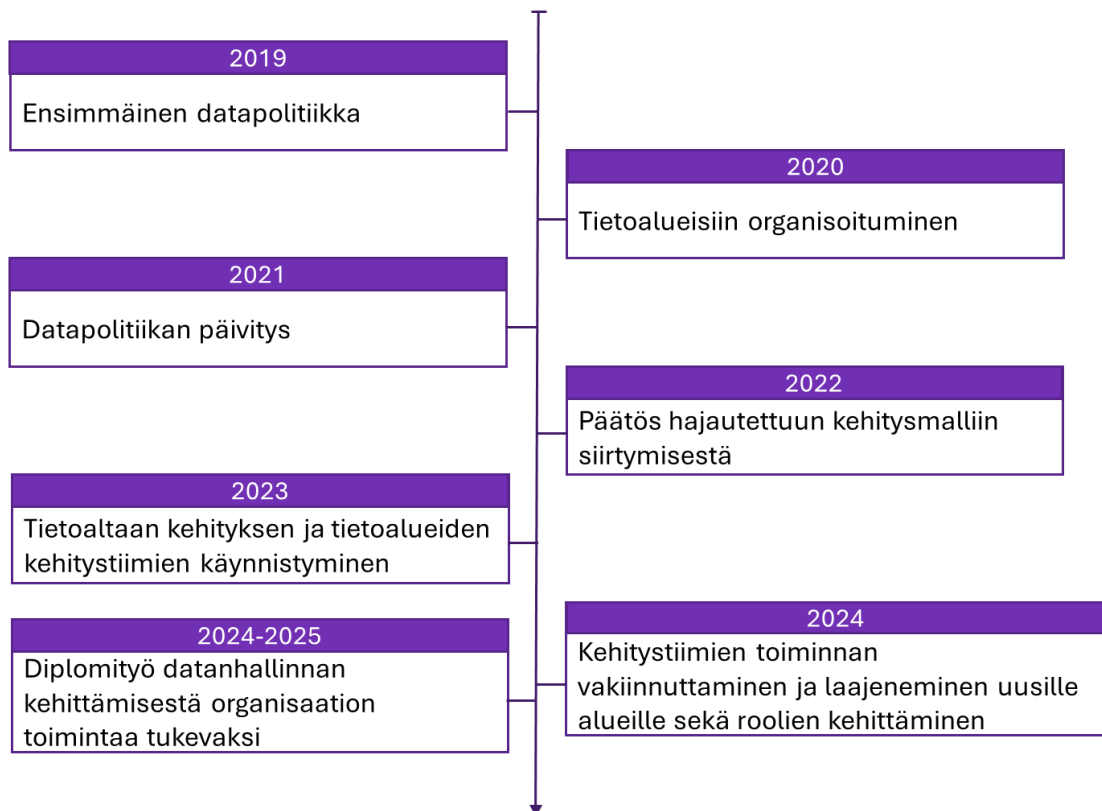 2019
Ensimmäinen datapolitiikka
2020
Tietoalueisiin organisoituminen
2021
Datapolitiikan päivitys
2022
Päätös hajautettuun kehitysmalliin
siirtymisestä
2023
Tietoaltaan kehityksen ja tietoalueiden
kehitystiimien käynnistyminen
2024
Kehitystiimien toiminnan
vakiinnuttaminen ja laajeneminen uusille
alueille sekä roolien kehittäminen
2024-2025
Diplomityö datanhallinnan
kehittämisestä organisaation
toimintaa tukevaksi